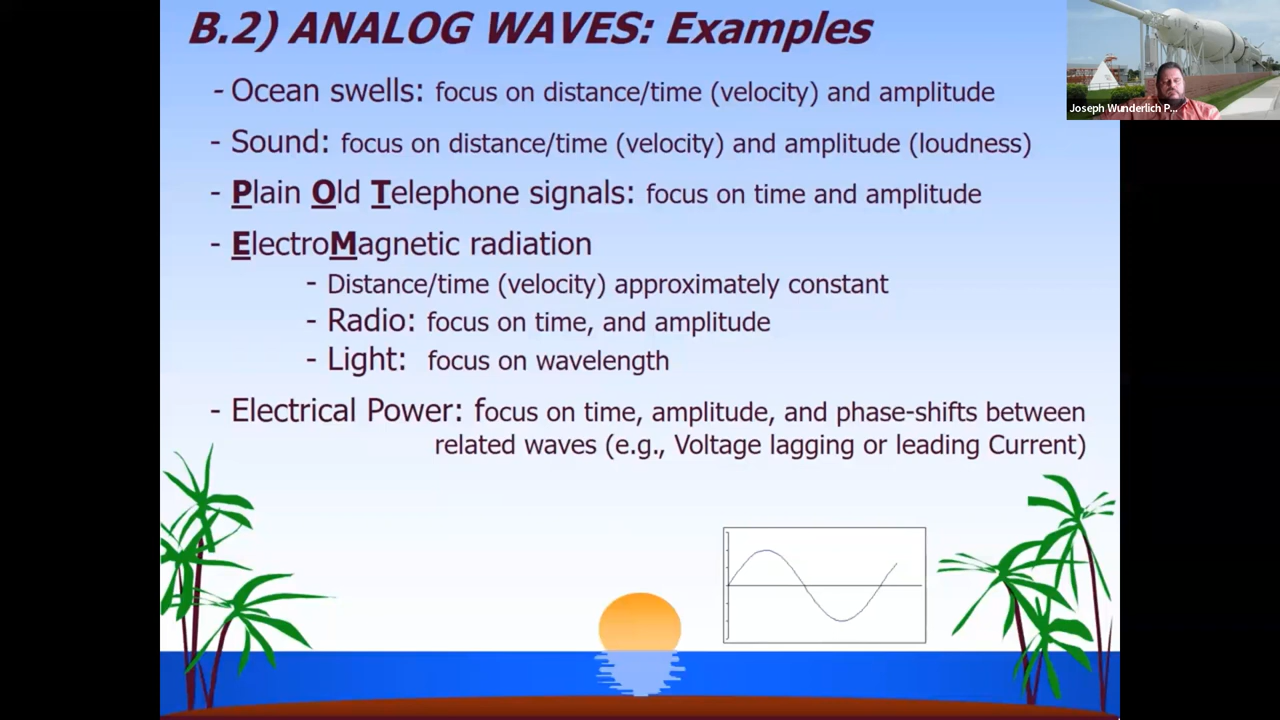 B.2) ANALOG WAVES: Examples
Joseph Wunderlich P...
- Ocean swells: focus on distance/time (velocity) and amplitude
- Sound: focus on distance/time (velocity) and amplitude (loudness)
- Plain Old Telephone signals: focus on time and amplitude
- ElectroMagnetic radiation
- Distance/time (velocity) approximately constant
- Radio: focus on time, and amplitude
- Light: focus on wavelength
- Electrical Power: focus on time, amplitude, and phase-shifts between
related waves (e.g., Voltage lagging or leading Current)